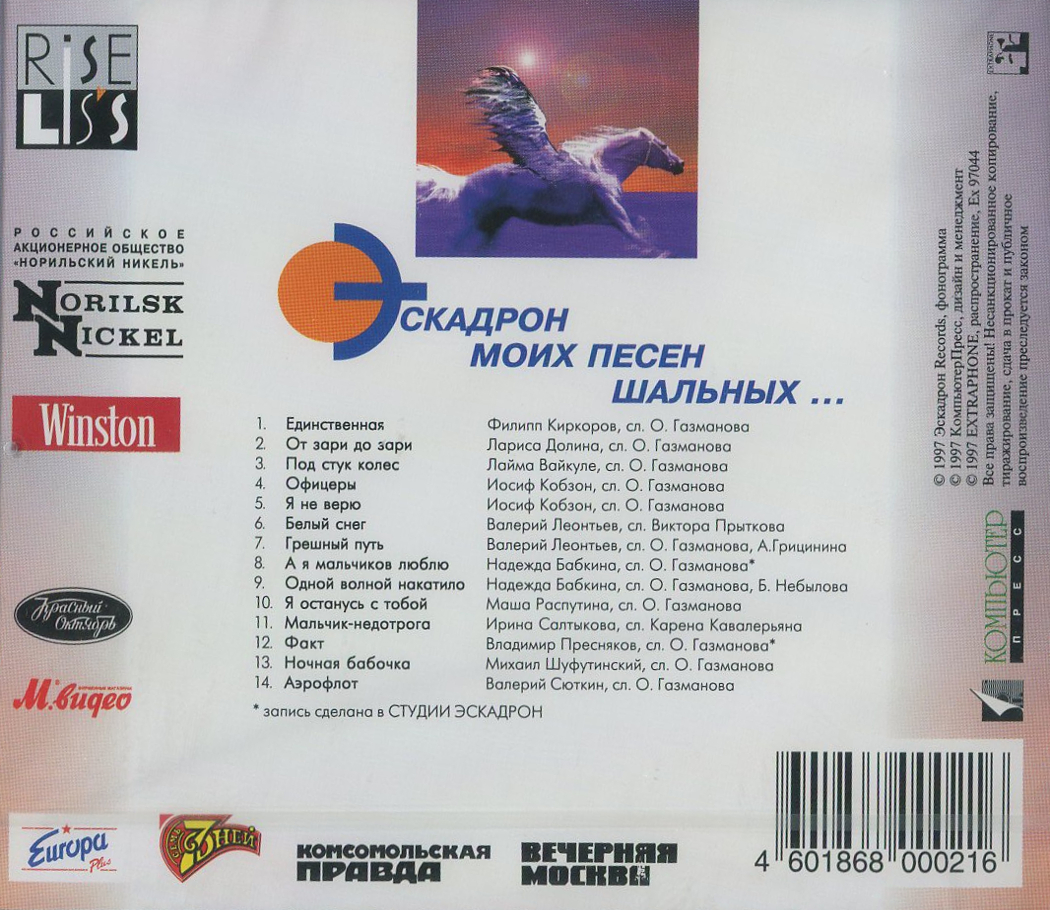 RiSE
LiS'S
РОССИЙСКОЕ
АКЦИОНЕРНОЕ ОБЩЕСТВО
«НОРИЛЬСКИЙ НИКЕЛЬ»
NORILSK
NICKEL
Winston
Красный
Октябрь
М.видео
ЭСКАДРОН
МОИХ ПЕСЕН
ШАЛЬНЫХ ...
1. Единственная Филипп Киркоров, сл. О. Газманова
2. От зари до зари Лариса Долина, сл. О. Газманова
3. Под стук колес Лайма Вайкуле, сл. О. Газманова
4. Офицеры Иосиф Кобзон, сл. О. Газманова
5. Я не верю Иосиф Кобзон, сл. О. Газманова
6. Белый снег Валерий Леонтьев, сл. Виктора Прыткова
7. Грешный путь Валерий Леонтьев, сл. О. Газманова, А.Грицинина
8. А я мальчиков люблю Надежда Бабкина, сл. О. Газманова*
9. Одной волной накатило Надежда Бабкина, сл. О. Газманова, Б. Небылова
10. Я останусь с тобой Маша Распутина, сл. О. Газманова
11. Мальчик-недотрога Ирина Салтыкова, сл. Карена Кавалерьяна
12. Факт Владимир Пресняков, сл. О. Газманова*
13. Ночная бабочка Михаил Шуфутинский, сл. О. Газманова
14. Аэрофлот Валерий Сюткин, сл. О. Газманова
* запись сделана в СТУДИИ ЭСКАДРОН
© 1997 Эскадрон Records, фонограмма
© 1997 КомпьютерПресс, дизайн и менеджмент
© 1997 EXTRAPHONE, распространение, Ex 97044
Все права защищены! Несанкционированное копирование,
тиражирование, сдача в прокат и публичное
воспроизведение преследуется законом
КОМПЬЮТЕР
ПРЕСС
Europa
Plus
СЕМЬ
7 ДНЕЙ
КОМСОМОЛЬСКАЯ
ПРАВДА
ВЕЧЕРНЯЯ
МОСКВА
4 601868 000216